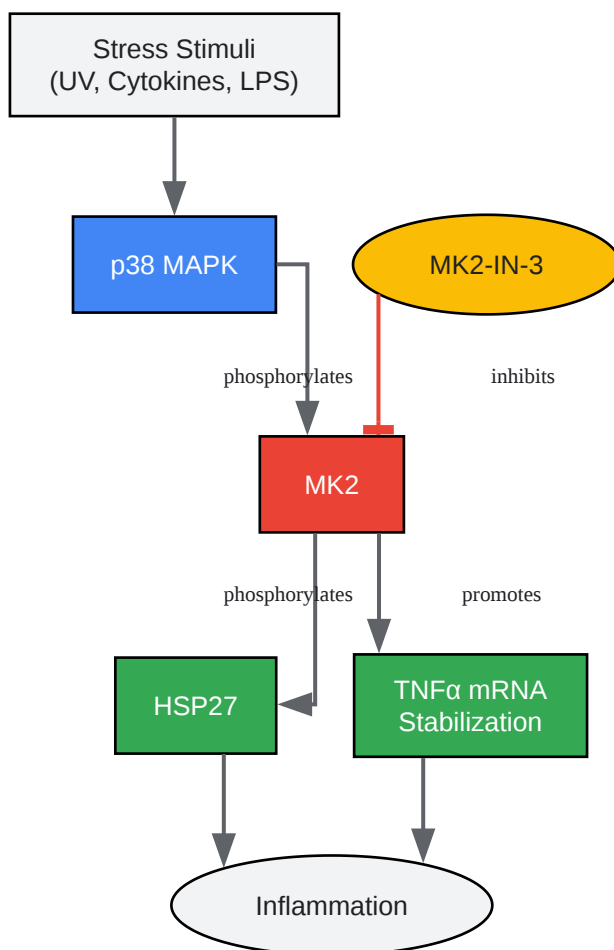 Stress Stimuli
(UV, Cytokines, LPS)
p38 MAPK
MK2-IN-3
phosphorylates
inhibits
MK2
phosphorylates
promotes
HSP27
TNFα mRNA
Stabilization
Inflammation